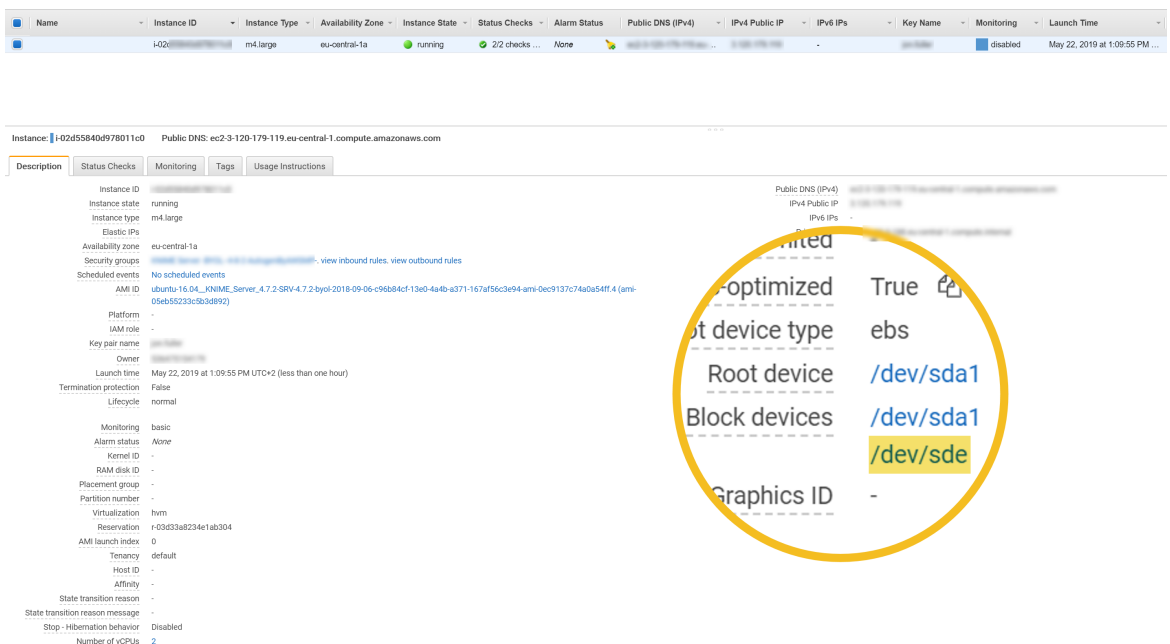 Name Instance ID Instance Type Availability Zone Instance State Status Checks Alarm Status Public DNS (IPv4) IPv4 Public IP IPv6 IPs Key Name Monitoring Launch Time
i-02 m4.large eu-central-1a running 2/2 checks ... None - disabled May 22, 2019 at 1:09:55 PM ...
Instance: i-02d55840d978011c0 Public DNS: ec2-3-120-179-119.eu-central-1.compute.amazonaws.com
Description Status Checks Monitoring Tags Usage Instructions
Instance ID
Instance state running
Instance type m4.large
Elastic IPs
Availability zone eu-central-1a
Security groups . view inbound rules. view outbound rules
Scheduled events No scheduled events
AMI ID ubuntu-16.04__KNIME_Server_4.7.2-SRV-4.7.2-byol-2018-09-06-c96b84cf-13e0-4a4b-a371-167af56c3e94-ami-0ec9137c74a0a54ff.4 (ami-
05eb55233c5b3d892)
Platform -
IAM role -
Key pair name
Owner
Launch time May 22, 2019 at 1:09:55 PM UTC+2 (less than one hour)
Termination protection False
Lifecycle normal
Monitoring basic
Alarm status None
Kernel ID -
RAM disk ID -
Placement group -
Partition number -
Virtualization hvm
Reservation r-03d33a8234e1ab304
AMI launch index 0
Tenancy default
Host ID -
Affinity -
State transition reason -
State transition reason message -
Stop - Hibernation behavior Disabled
Number of vCPUs 2
Public DNS (IPv4)
IPv4 Public IP
IPv6 IPs -
-optimized True
device type ebs
Root device /dev/sda1
Block devices /dev/sda1
/dev/sde
Graphics ID -